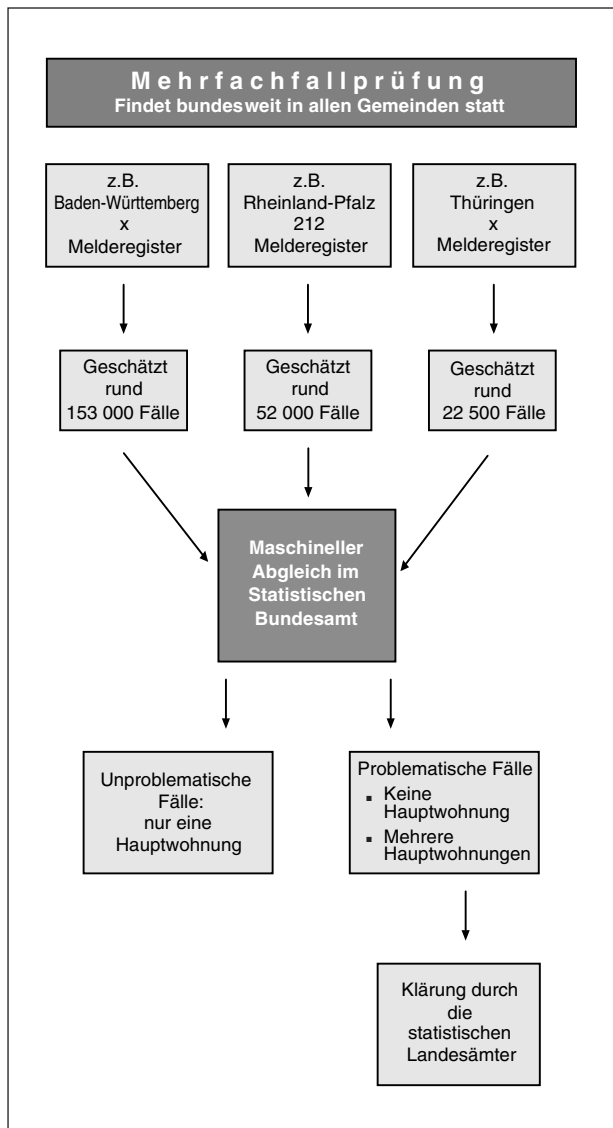 Mehrfachfallprüfung
Findet bundesweit in allen Gemeinden statt
z.B.
Baden-Württemberg
x
Melderegister
z.B.
Rheinland-Pfalz
212
Melderegister
z.B.
Thüringen
x
Melderegister
Geschätzt
rund
153 000 Fälle
Geschätzt
rund
52 000 Fälle
Geschätzt
rund
22 500 Fälle
Maschineller
Abgleich im
Statistischen
Bundesamt
Unproblematische
Fälle:
nur eine
Hauptwohnung
Problematische Fälle
▪ Keine
Hauptwohnung
▪ Mehrere
Hauptwohnungen
Klärung durch
die
statistischen
Landesämter